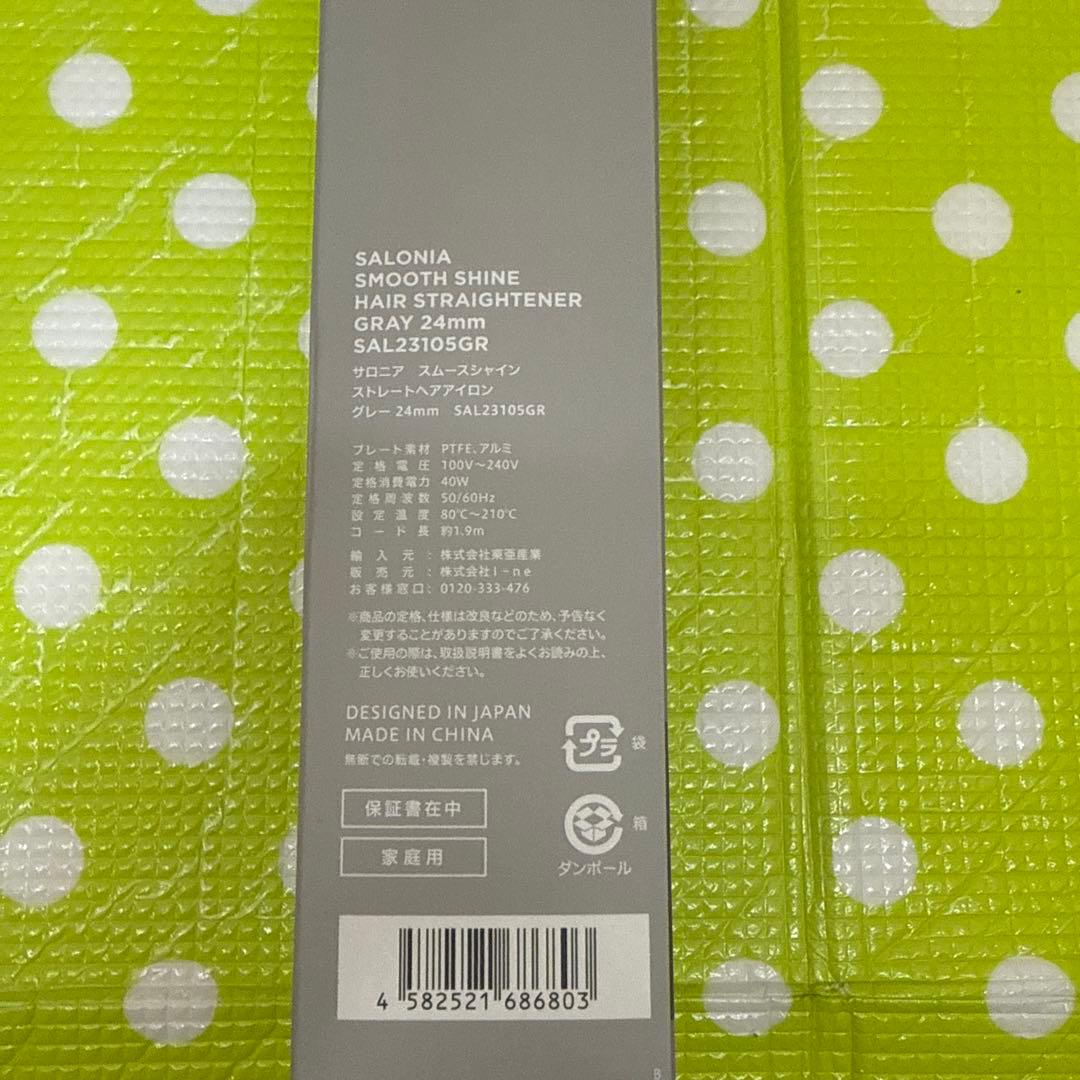 SALONIA
SMOOTH SHINE
HAIR STRAIGHTENER
GRAY 24mm
SAL23105GR
サロニア スムースシャイン
ストレートヘアアイロン
グレー 24mm SAL23105GR
プレート素材 PTFE、アルミ
定格電圧 100V～240V
定格消費電力 40W
定格周波数 50/60Hz
設定温度 80℃～210℃
コード長 約1.9m
輸入元：株式会社東亜産業
販売元：株式会社I-ne
お客様窓口：0120-333-476
※商品の定格、仕様は改良などのため、予告なく
変更することがありますのでご了承ください。
※ご使用の際は、取扱説明書をよくお読みの上、
正しくお使いください。
DESIGNED IN JAPAN
MADE IN CHINA
無断での転載・複製を禁じます。
プラ 袋
保証書在中
箱
家庭用
ダンボール
4 582521 686803
B